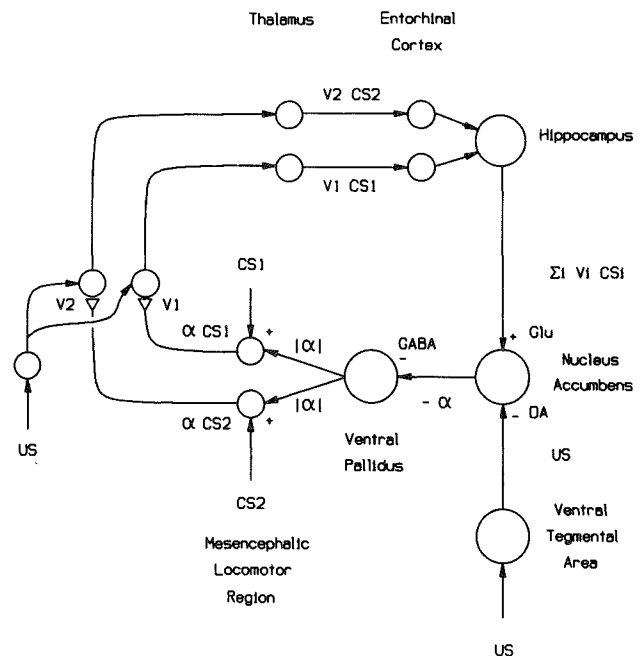 Thalamus
Entorhinal
Cortex
V2 CS2
Hippocampus
V1 CS1
CS1
Σi Vi CSi
V2
V1
α CS1
+
|α|
GABA
-
+ Glu
Nucleus
Accumbens
- α
- DA
|α|
α CS2
+
US
Ventral
Pallidus
US
CS2
Ventral
Tegmental
Area
Mesencephalic
Locomotor
Region
US